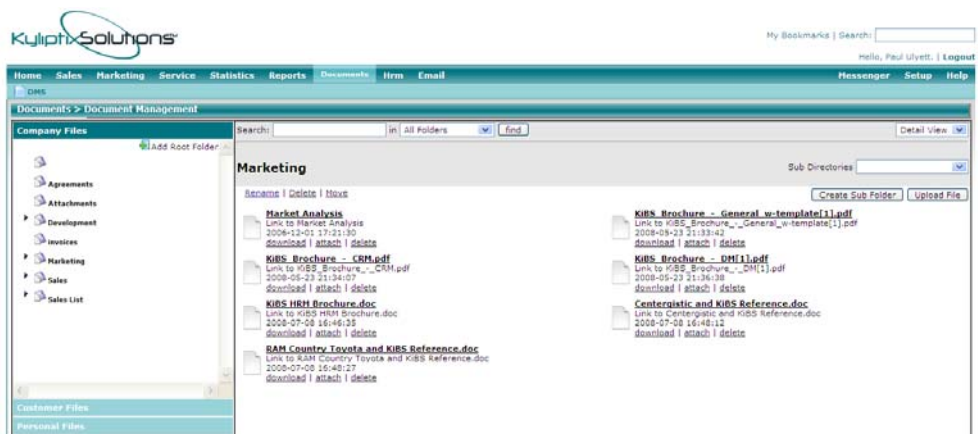 KyliptixSolutions
My Bookmarks | Search:
Hello, Paul Ulyett. | Logout
Home Sales Marketing Service Statistics Reports Documents Hrm Email Messenger Setup Help
DMS
Documents > Document Management
Company Files
Search: in All Folders find Detail View
Add Root Folder
Marketing
Sub Directories
Agreements
Attachments
Development
invoices
Marketing
Sales
Sales List
Rename | Delete | Move
Create Sub Folder Upload File
Market Analysis
Link to Market Analysis
2006-12-01 17:21:30
download | attach | delete
KiBS_Brochure_-_General_w-template[1].pdf
Link to KiBS_Brochure_-_General_w-template[1].pdf
2008-05-23 21:33:42
download | attach | delete
KiBS_Brochure_-_CRM.pdf
Link to KiBS_Brochure_-_CRM.pdf
2008-05-23 21:34:07
download | attach | delete
KiBS_Brochure_-_DM[1].pdf
Link to KiBS_Brochure_-_DM[1].pdf
2008-05-23 21:36:38
download | attach | delete
KiBS HRM Brochure.doc
Link to KiBS HRM Brochure.doc
2008-07-08 16:46:35
download | attach | delete
Centergistic and KiBS Reference.doc
Link to Centergistic and KiBS Reference.doc
2008-07-08 16:48:12
download | attach | delete
RAM Country Toyota and KiBS Reference.doc
Link to RAM Country Toyota and KiBS Reference.doc
2008-07-08 16:48:27
download | attach | delete
Customer Files
Personal Files